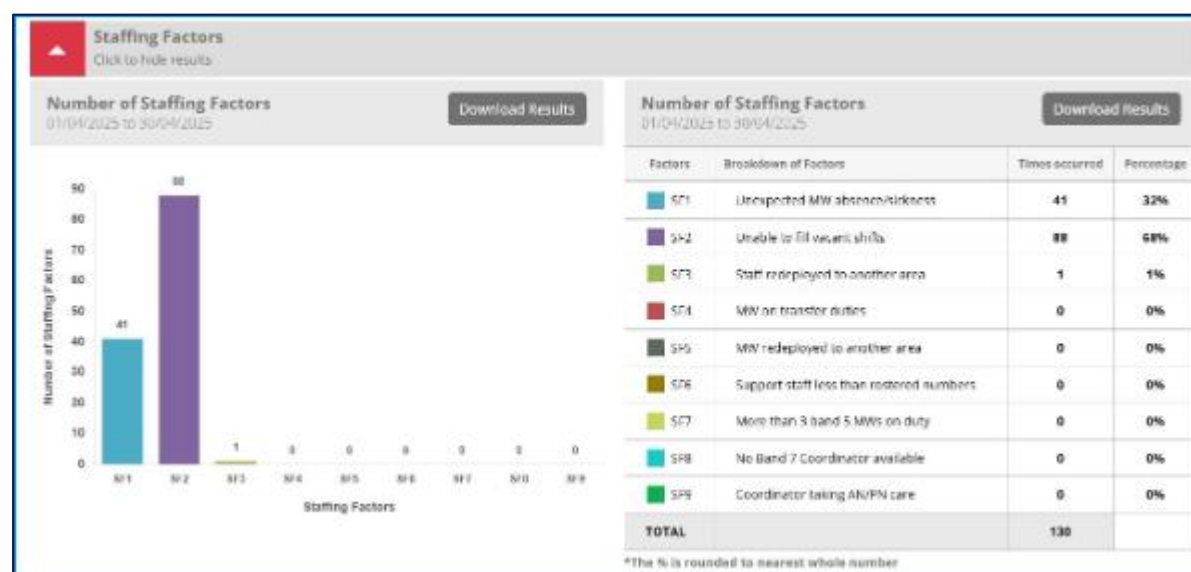 Staffing Factors
Click to hide results
Number of Staffing Factors
01/04/2025 to 30/04/2025
Download Results
90
80
70
60
50
40
30
20
10
0
Number of Staffing Factors
41
88
1
0
0
0
0
0
0
SF1 SF2 SF3 SF4 SF5 SF6 SF7 SF8 SF9
Staffing Factors
Number of Staffing Factors
01/04/2025 to 30/04/2025
Download Results
Factors Breakdown of Factors Times occurred Percentage
SF1 Unexpected MW absence/sickness 41 32%
SF2 Unable to fill vacant shifts 88 68%
SF3 Staff redeployed to another area 1 1%
SF4 MW on transfer duties 0 0%
SF5 MW redeployed to another area 0 0%
SF6 Support staff less than rostered numbers 0 0%
SF7 More than 3 band 5 MWs on duty 0 0%
SF8 No Band 7 Coordinator available 0 0%
SF9 Coordinator taking AN/PN care 0 0%
TOTAL 130
*The % is rounded to nearest whole number